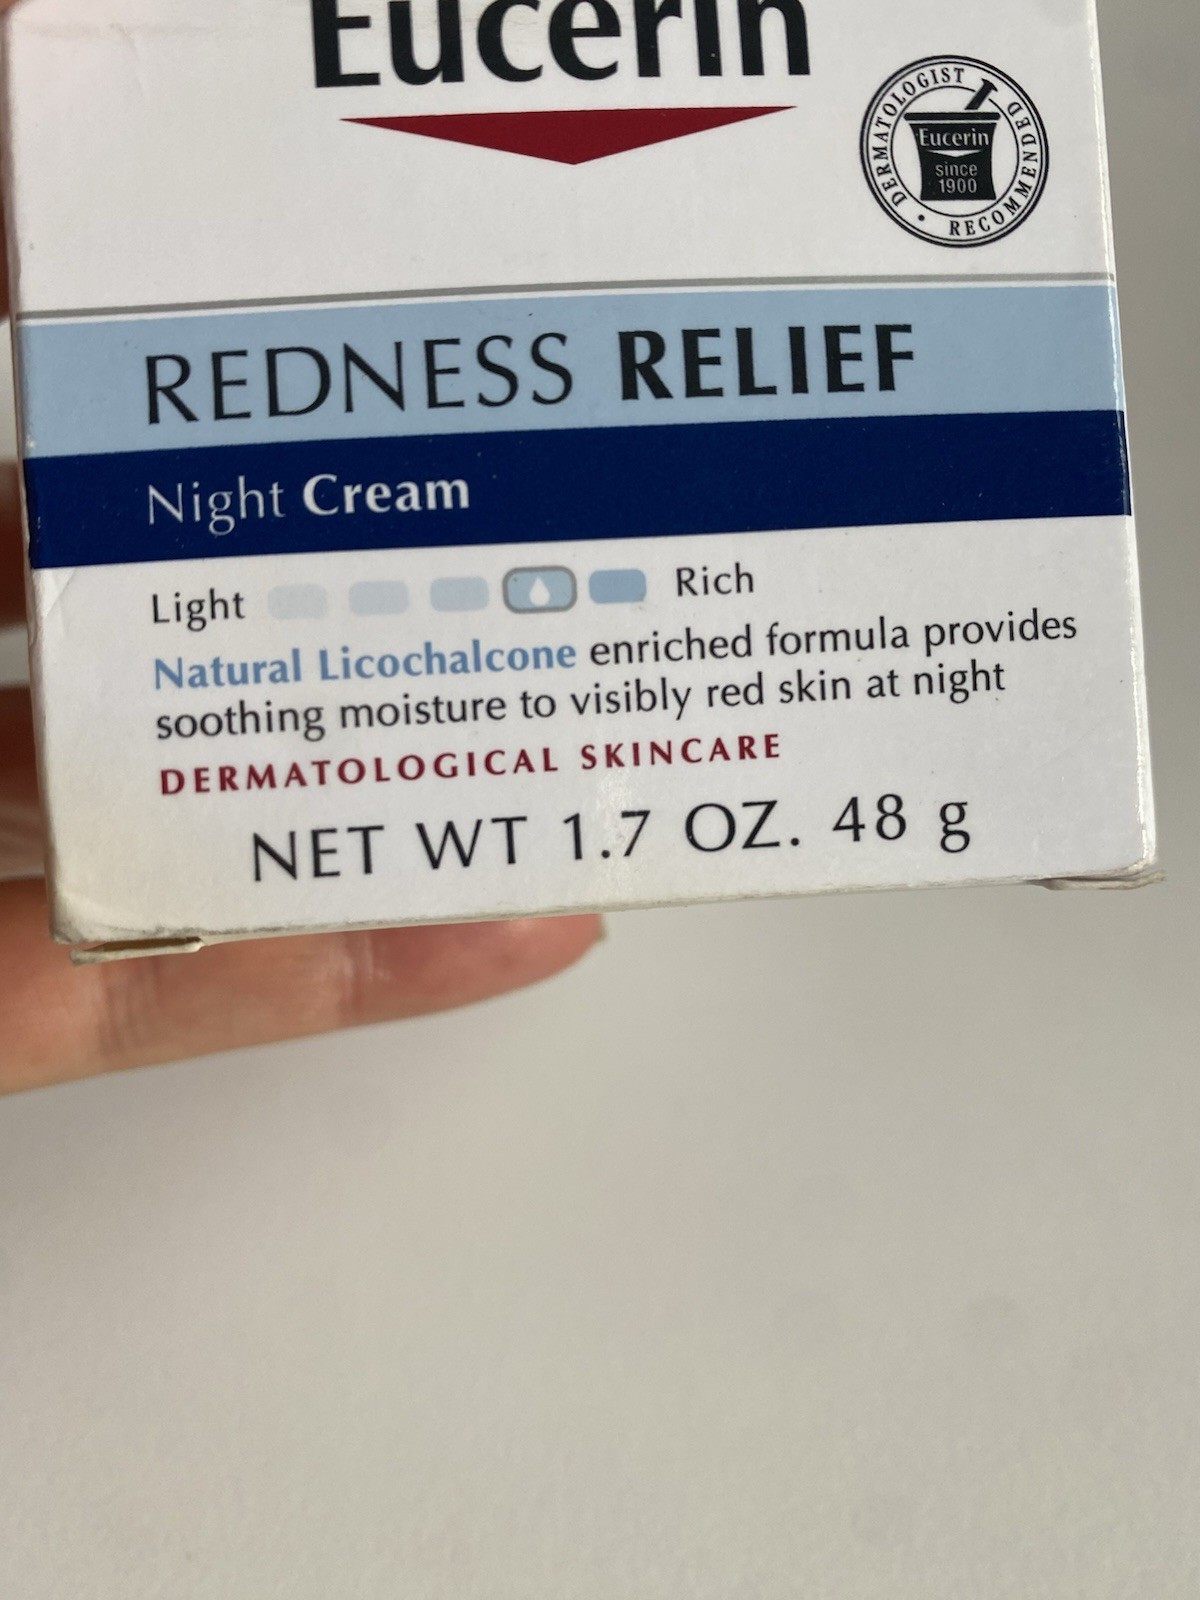 Eucerin
DERMATOLOGIST RECOMMENDED
Eucerin
since
1900
REDNESS RELIEF
Night Cream
Light Rich
Natural Licochalcone enriched formula provides
soothing moisture to visibly red skin at night
DERMATOLOGICAL SKINCARE
NET WT 1.7 OZ. 48 g